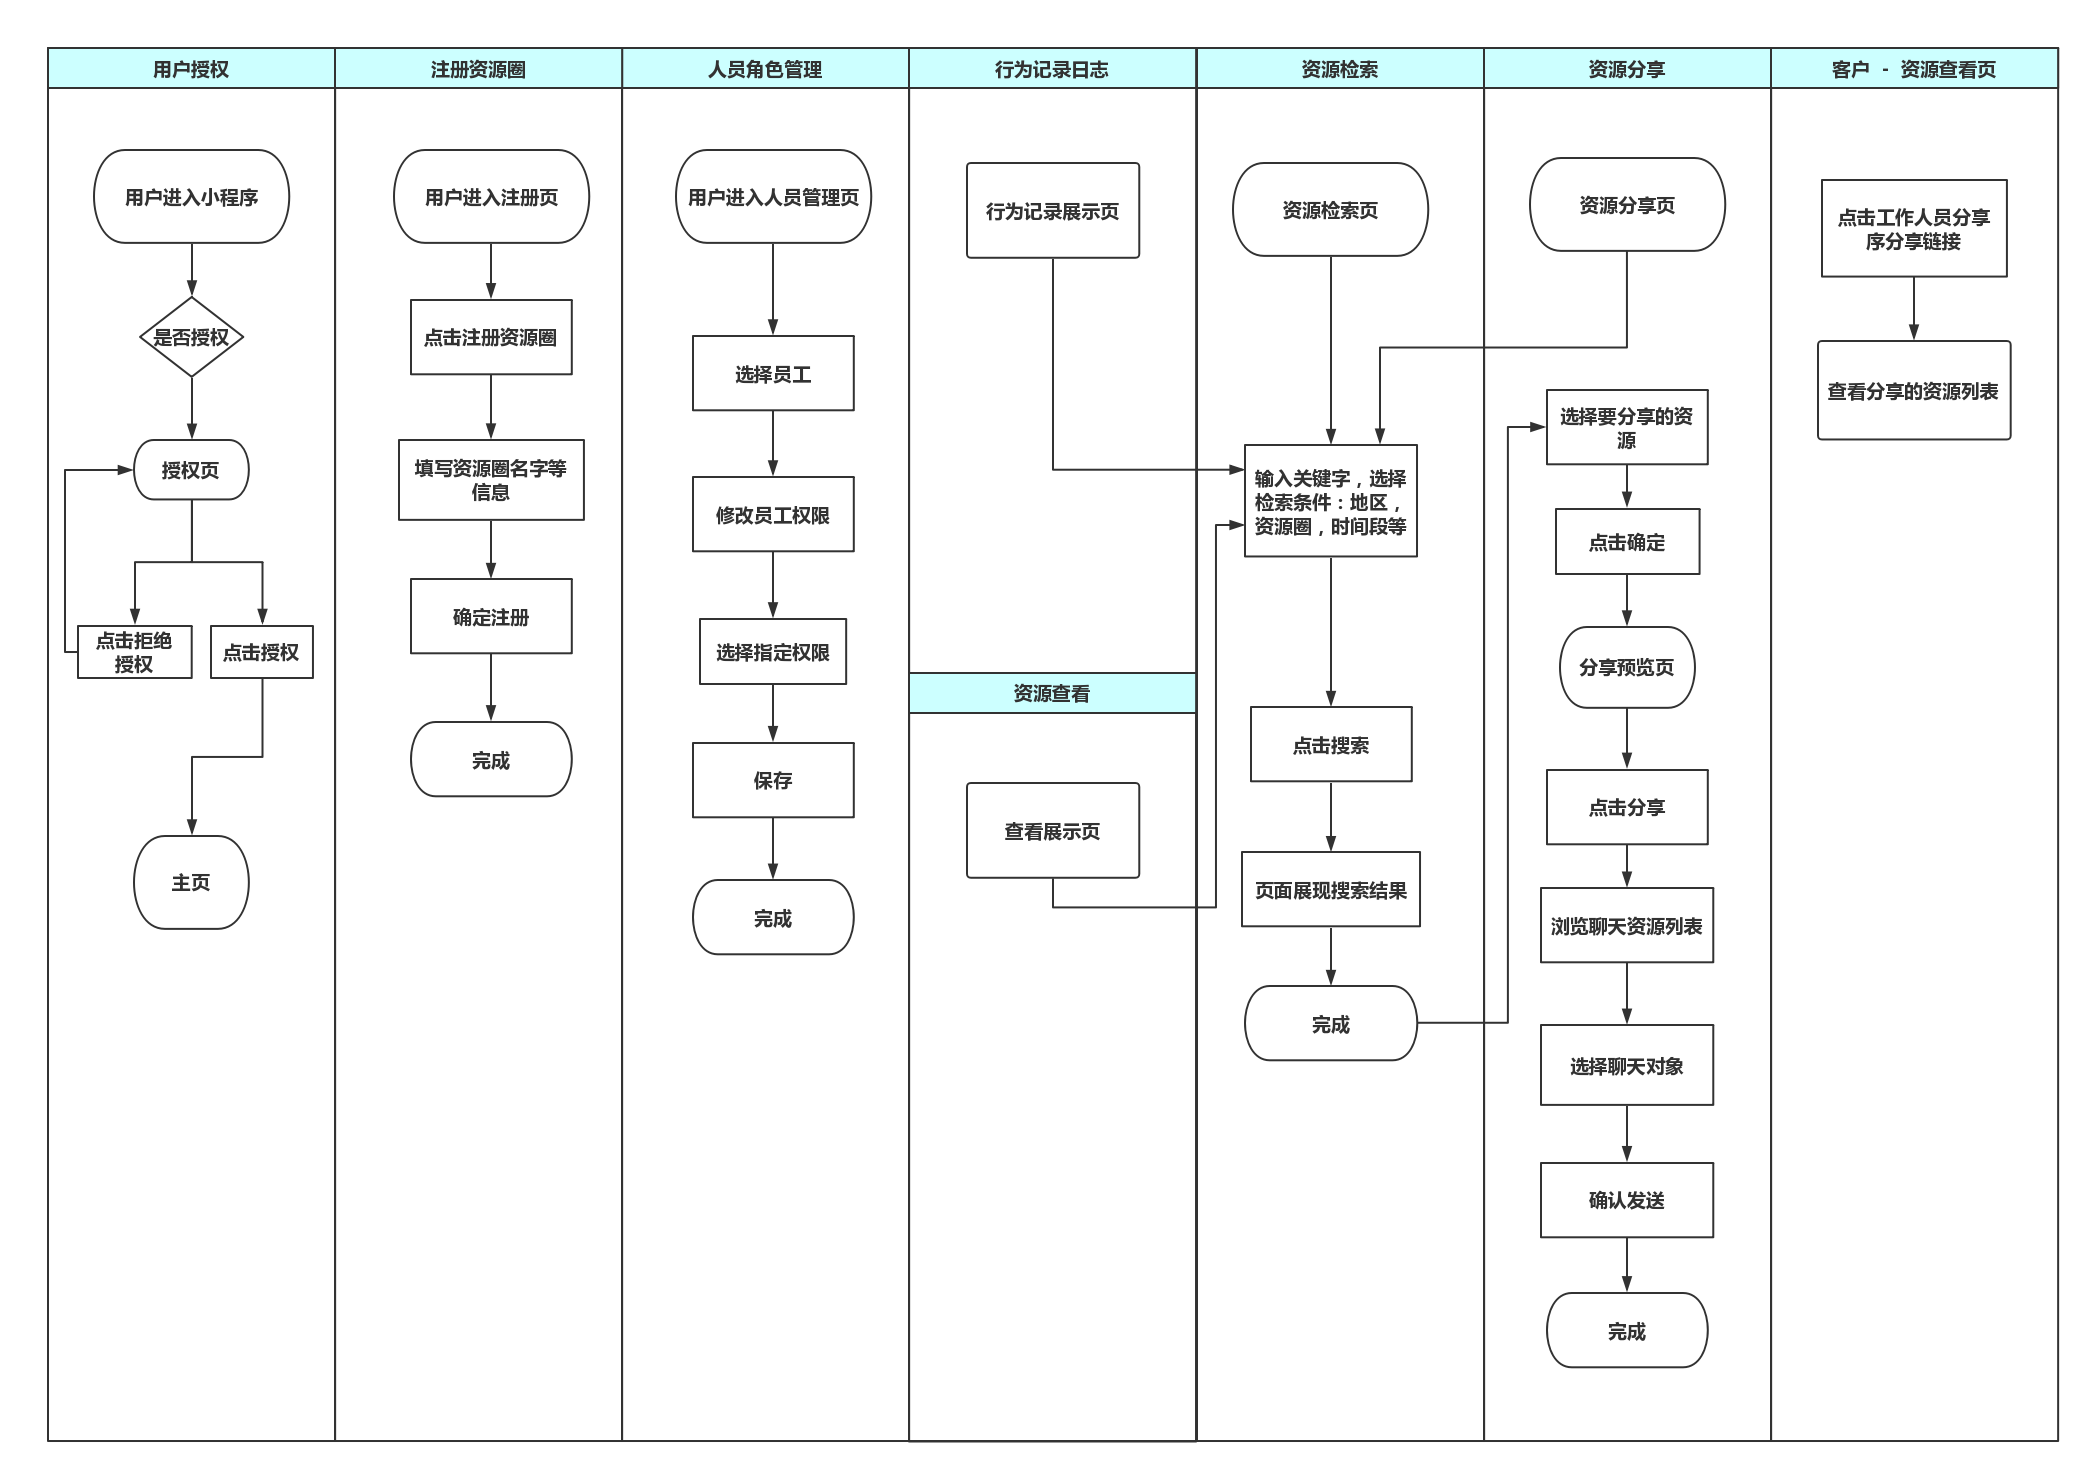 用户授权
注册资源圈
人员角色管理
行为记录日志
资源检索
资源分享
客户 - 资源查看页
用户进入小程序
是否授权
授权页
点击拒绝
授权
点击授权
主页
用户进入注册页
点击注册资源圈
填写资源圈名字等
信息
确定注册
完成
用户进入人员管理页
选择员工
修改员工权限
选择指定权限
保存
完成
行为记录展示页
资源查看
查看展示页
资源检索页
输入关键字，选择
检索条件：地区，
资源圈，时间段等
点击搜索
页面展现搜索结果
完成
资源分享页
选择要分享的资
源
点击确定
分享预览页
点击分享
浏览聊天资源列表
选择聊天对象
确认发送
完成
点击工作人员分享
序分享链接
查看分享的资源列表